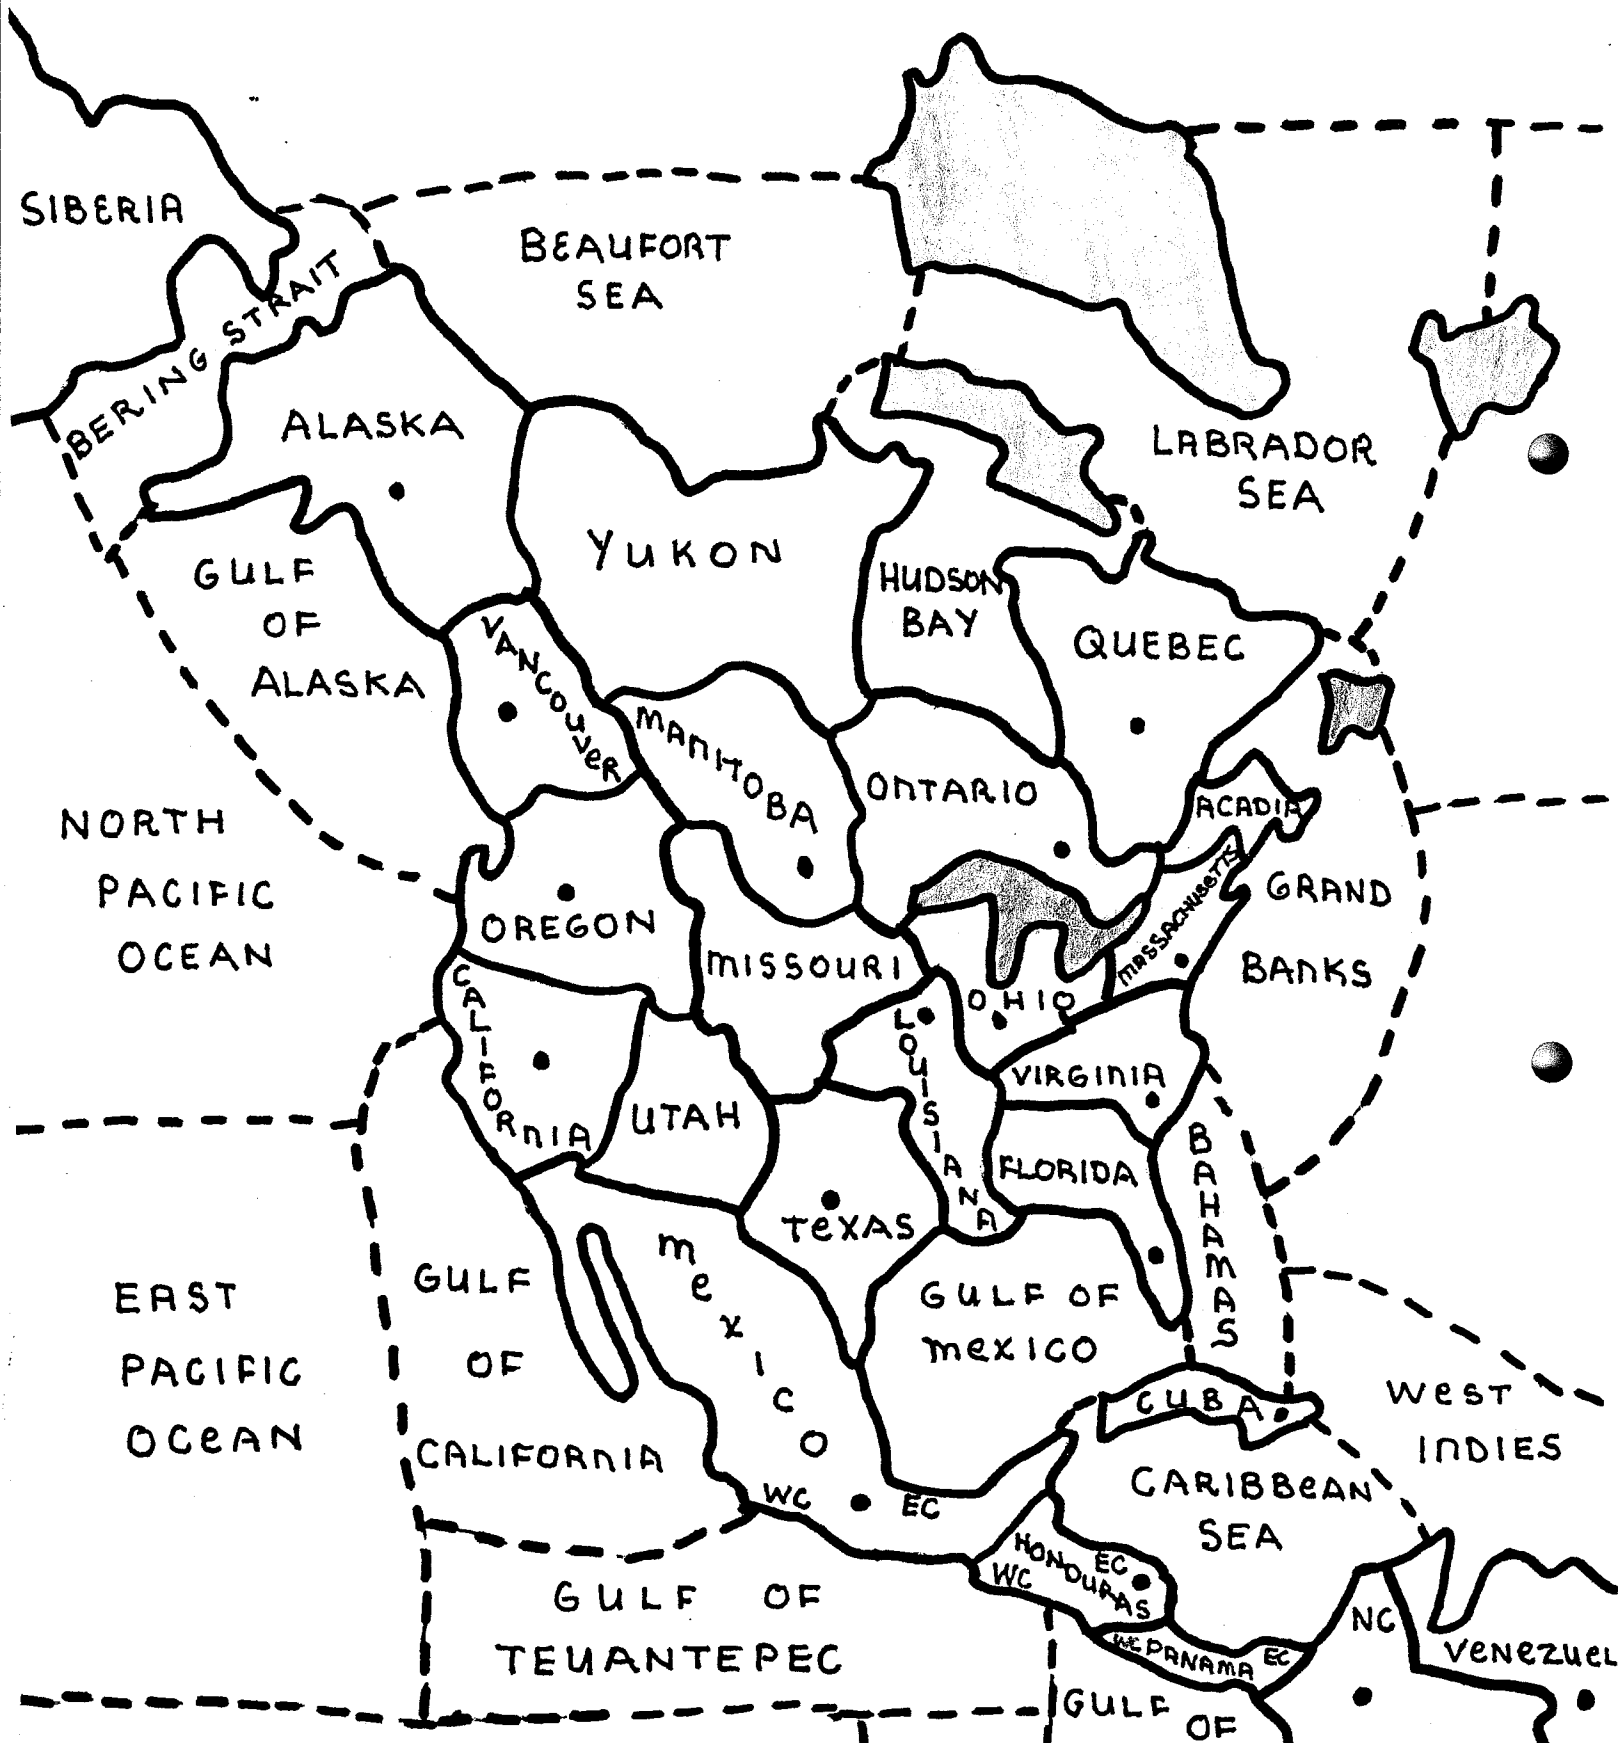 SIBERIA
BERING STRAIT
BEAUFORT
SEA
ALASKA
LABRADOR
SEA
YUKON
GULF
OF
ALASKA
HUDSON
BAY
QUEBEC
VANCOUVER
MANITOBA
ONTARIO
ACADIA
NORTH
PACIFIC
OCEAN
OREGON
MISSOURI
MASSACHUSETTS
GRAND
BANKS
CALIFORNIA
LOUISIANA
OHIO
UTAH
VIRGINIA
TEXAS
FLORIDA
BAHAMAS
EAST
PACIFIC
OCEAN
GULF
OF
CALIFORNIA
MEXICO
WC
EC
GULF OF
MEXICO
CUBA
WEST
INDIES
CARIBBEAN
SEA
HONDURAS
EC
WC
GULF OF
TEUANTEPEC
WC PANAMA EC
NC
VENEZUEL
GULF
OF